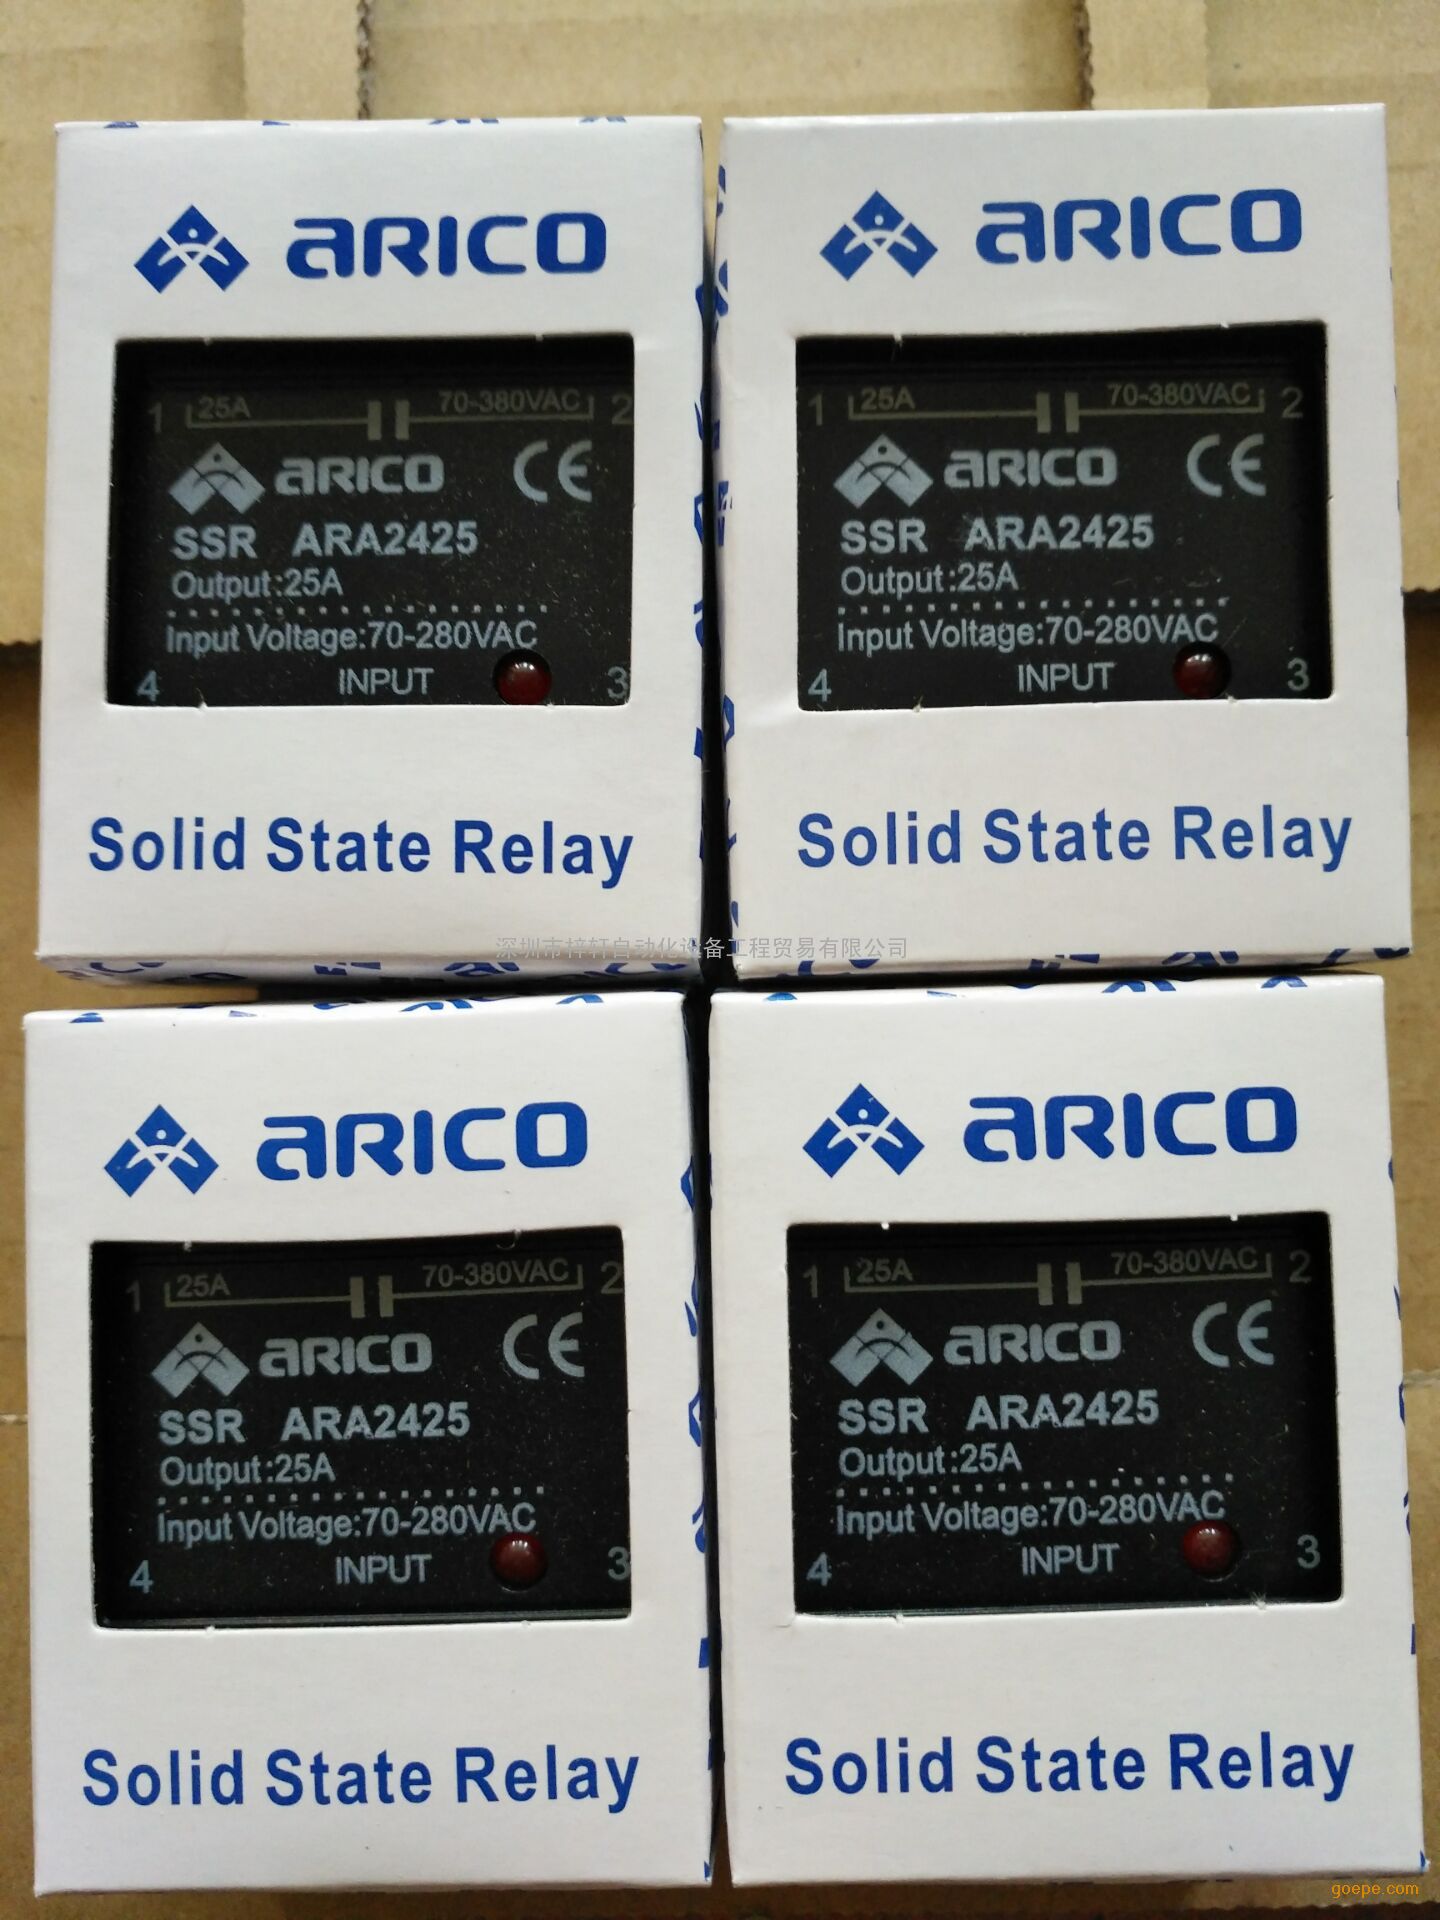 ARICO
1 25A 70-380VAC 2
ARICO CE
SSR ARA2425
Output:25A
Input Voltage:70-280VAC
4 INPUT 3
Solid State Relay
ARICO
1 25A 70-380VAC 2
ARICO CE
SSR ARA2425
Output:25A
Input Voltage:70-280VAC
4 INPUT 3
Solid State Relay
深圳市梓轩自动化设备工程贸易有限公司
ARICO
1 25A 70-380VAC 2
ARICO CE
SSR ARA2425
Output:25A
Input Voltage:70-280VAC
4 INPUT 3
Solid State Relay
ARICO
1 25A 70-380VAC 2
ARICO CE
SSR ARA2425
Output:25A
Input Voltage:70-280VAC
4 INPUT 3
Solid State Relay
goepe.com